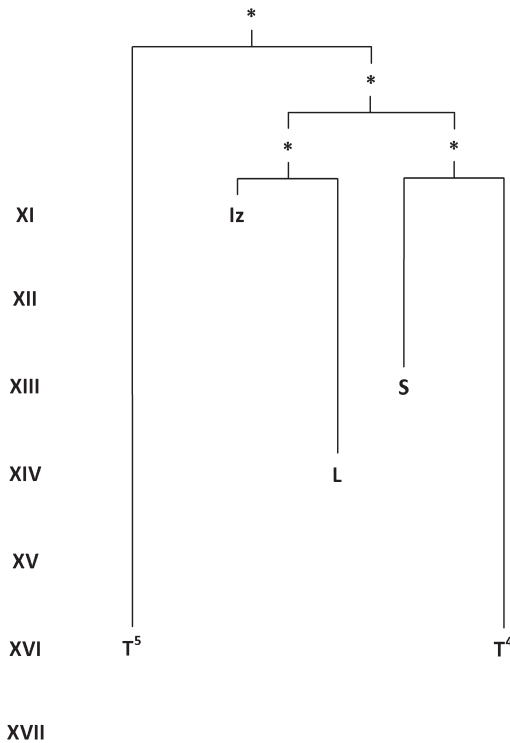 *
*
* *
XI Iz
XII
XIII S
XIV L
XV
XVI T⁵ T⁴
XVII